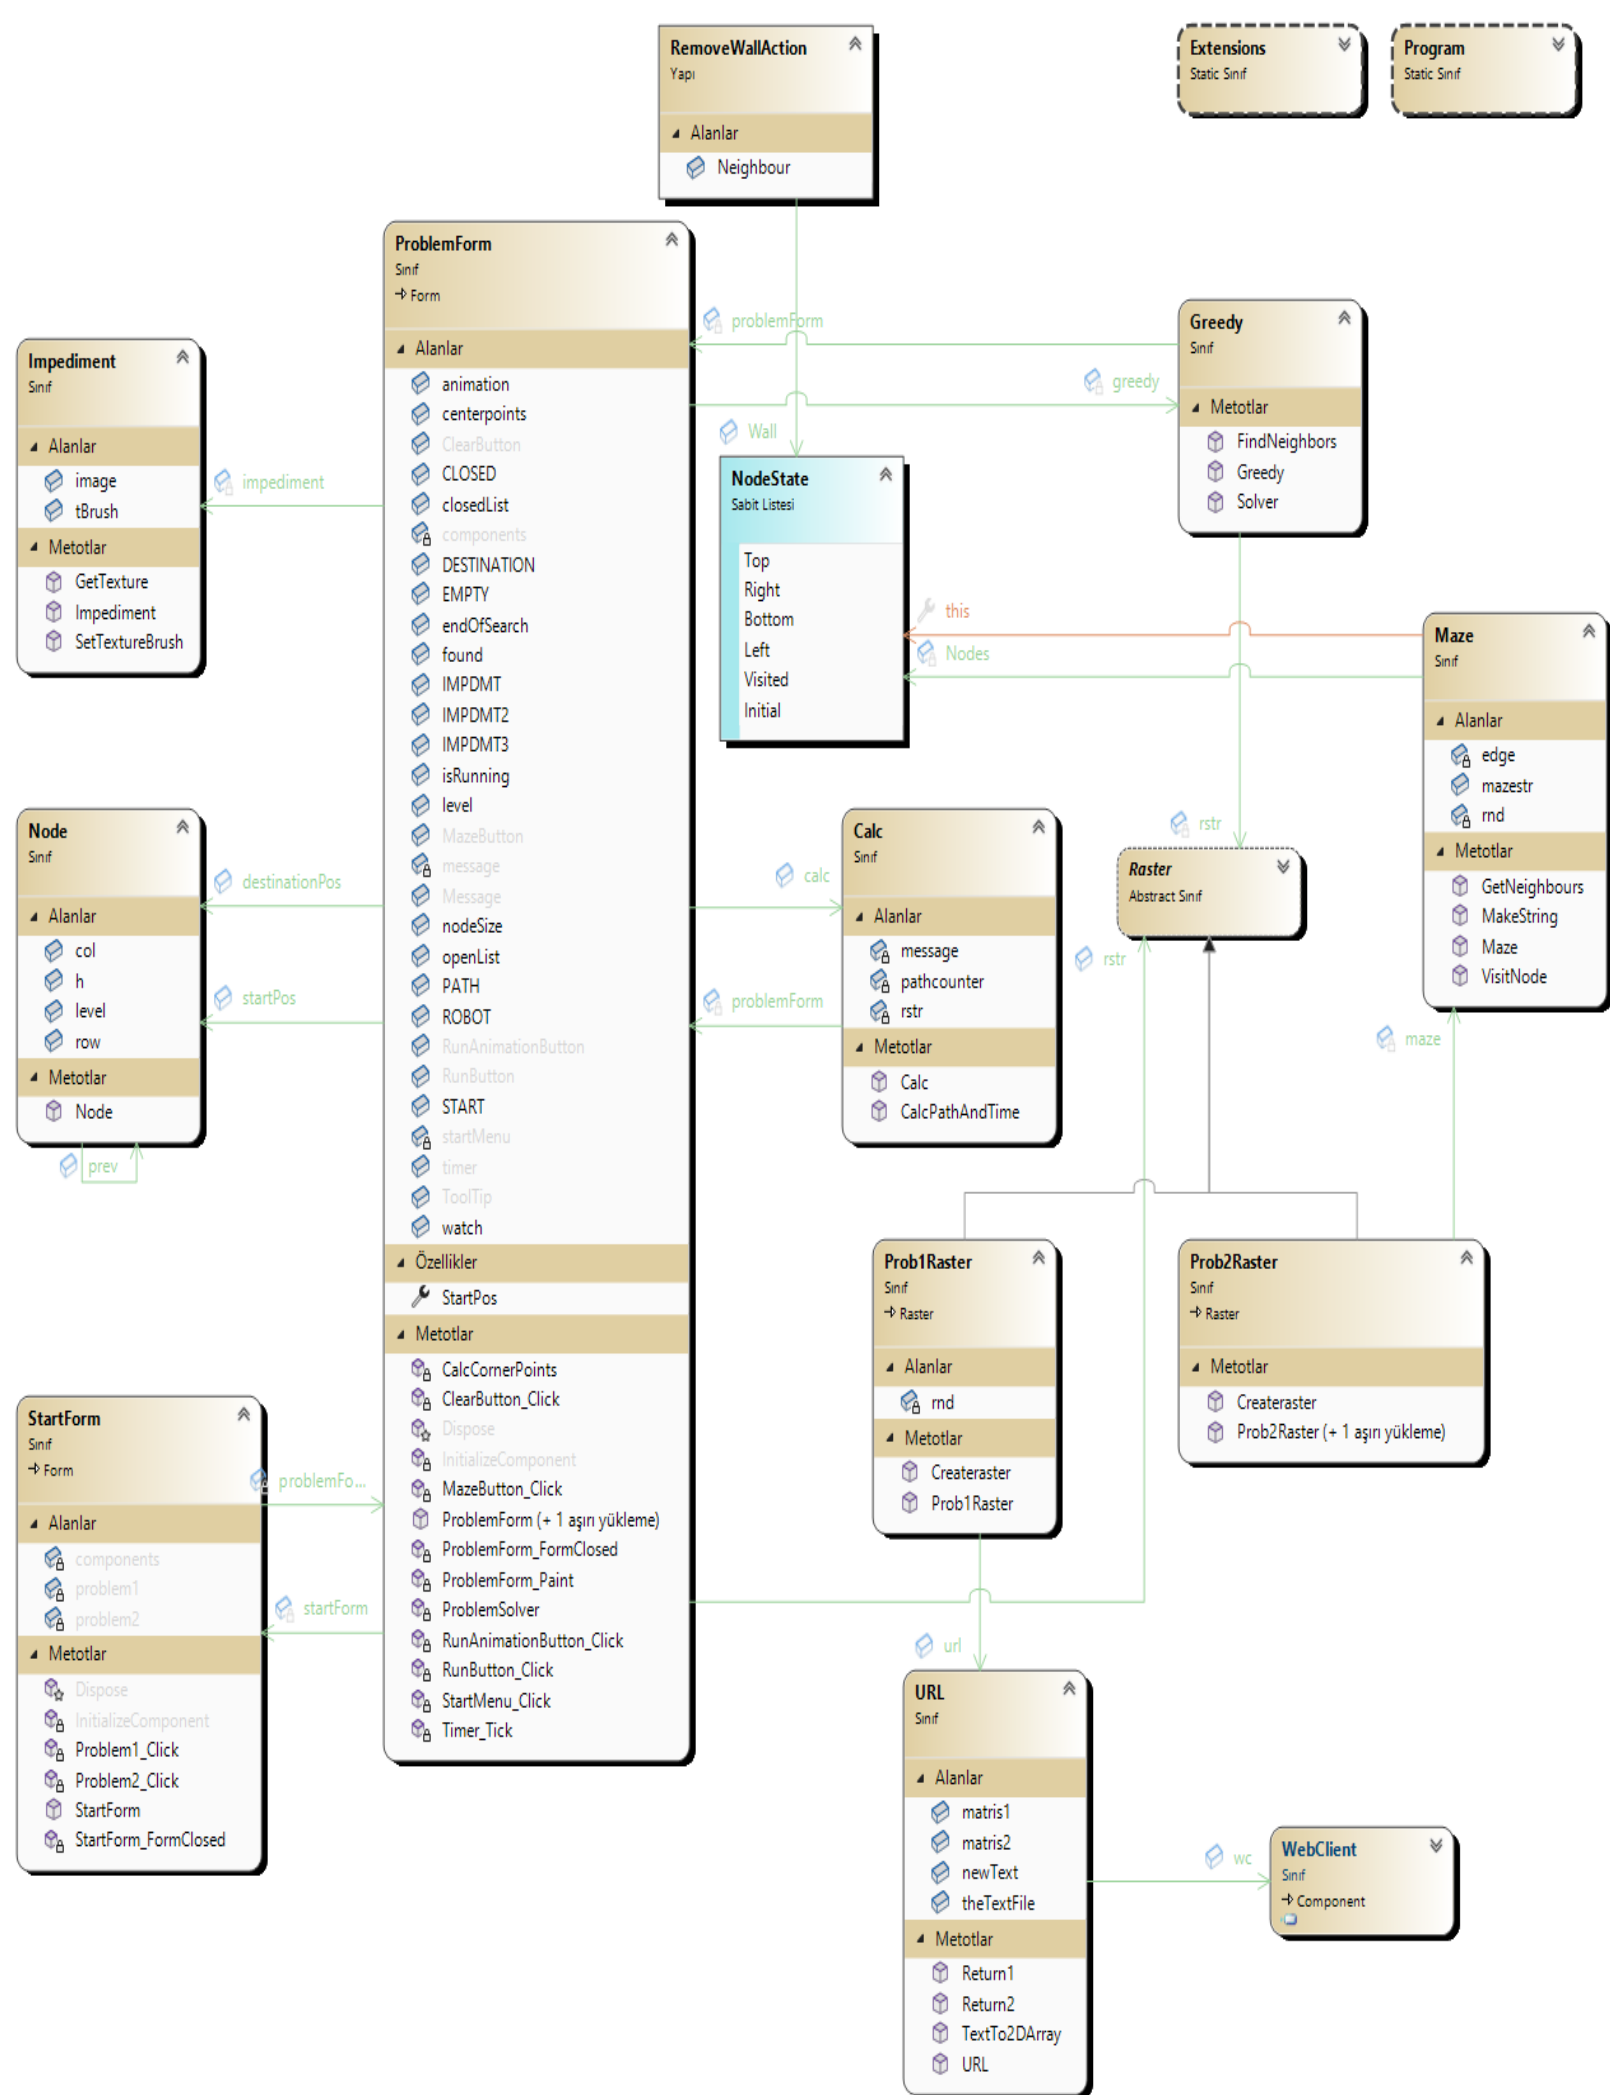 RemoveWallAction
Yapı
Alanlar
Neighbour
Extensions
Static Sınıf
Program
Static Sınıf
ProblemForm
Sınıf
Form
Alanlar
animation
centerpoints
ClearButton
CLOSED
closedList
components
DESTINATION
EMPTY
endOfSearch
found
IMPDMT
IMPDMT2
IMPDMT3
isRunning
level
MazeButton
message
Message
nodeSize
openList
PATH
ROBOT
RunAnimationButton
RunButton
START
startMenu
timer
ToolTip
watch
Özellikler
StartPos
Metotlar
CalcCornerPoints
ClearButton_Click
Dispose
InitializeComponent
MazeButton_Click
ProblemForm (+ 1 aşırı yükleme)
ProblemForm_FormClosed
ProblemForm_Paint
ProblemSolver
RunAnimationButton_Click
RunButton_Click
StartMenu_Click
Timer_Tick
problemForm
greedy
Wall
Greedy
Sınıf
Metotlar
FindNeighbors
Greedy
Solver
Impediment
Sınıf
Alanlar
image
tBrush
Metotlar
GetTexture
Impediment
SetTextureBrush
impediment
NodeState
Sabit Listesi
Top
Right
Bottom
Left
Visited
Initial
this
Nodes
Maze
Sınıf
Alanlar
edge
mazestr
rnd
Metotlar
GetNeighbours
MakeString
Maze
VisitNode
Node
Sınıf
Alanlar
col
h
level
row
Metotlar
Node
prev
destinationPos
startPos
Calc
Sınıf
Alanlar
message
pathcounter
rstr
Metotlar
Calc
CalcPathAndTime
calc
problemForm
rstr
Raster
Abstract Sınıf
rstr
maze
Prob1Raster
Sınıf
Raster
Alanlar
rnd
Metotlar
Createraster
Prob1Raster
Prob2Raster
Sınıf
Raster
Metotlar
Createraster
Prob2Raster (+ 1 aşırı yükleme)
StartForm
Sınıf
Form
Alanlar
components
problem1
problem2
Metotlar
Dispose
InitializeComponent
Problem1_Click
Problem2_Click
StartForm
StartForm_FormClosed
problemFo...
startForm
url
URL
Sınıf
Alanlar
matris1
matris2
newText
theTextFile
Metotlar
Return1
Return2
TextTo2DArray
URL
wc
WebClient
Sınıf
Component